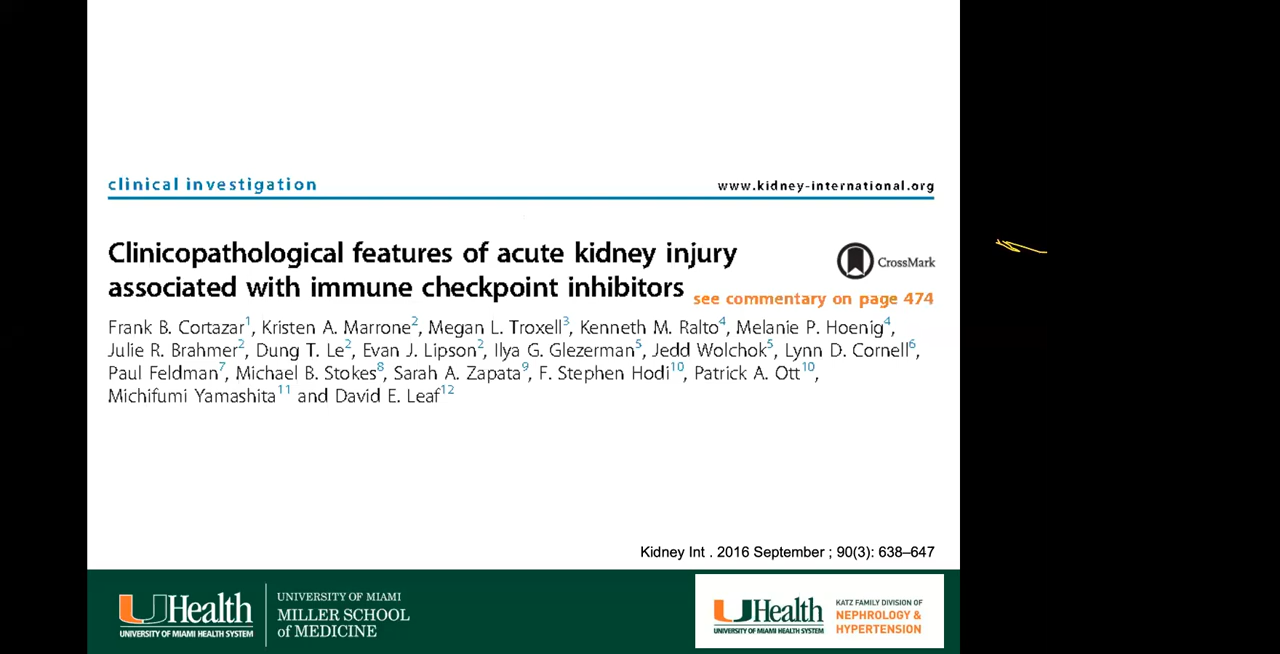 clinical investigation
www.kidney-international.org
Clinicopathological features of acute kidney injury
associated with immune checkpoint inhibitors
CrossMark
see commentary on page 474
Frank B. Cortazar1, Kristen A. Marrone2, Megan L. Troxell3, Kenneth M. Ralto4, Melanie P. Hoenig4,
Julie R. Brahmer2, Dung T. Le2, Evan J. Lipson2, Ilya G. Glezerman5, Jedd Wolchok5, Lynn D. Cornell6,
Paul Feldman7, Michael B. Stokes8, Sarah A. Zapata9, F. Stephen Hodi10, Patrick A. Ott10,
Michifumi Yamashita11 and David E. Leaf12
Kidney Int . 2016 September ; 90(3): 638–647
UHealth
UNIVERSITY OF MIAMI HEALTH SYSTEM
UNIVERSITY OF MIAMI
MILLER SCHOOL
of MEDICINE
UHealth
UNIVERSITY OF MIAMI HEALTH SYSTEM
KATZ FAMILY DIVISION OF
NEPHROLOGY &
HYPERTENSION